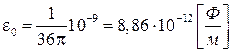 ε₀ = 1/36π 10⁻⁹ = 8,86·10⁻¹² [Ф/м]